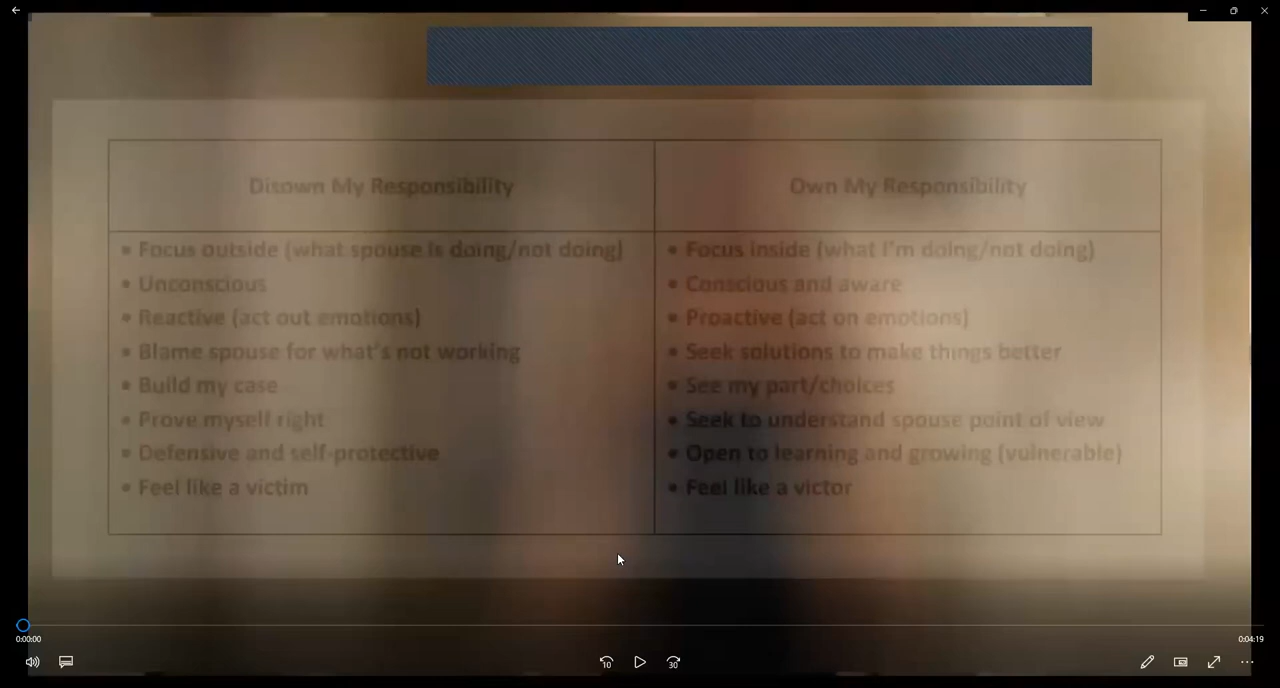 Disown My Responsibility
Own My Responsibility
• Focus outside (what spouse is doing/not doing)
• Unconscious
• Reactive (act out emotions)
• Blame spouse for what's not working
• Build my case
• Prove myself right
• Defensive and self-protective
• Feel like a victim
• Focus inside (what I'm doing/not doing)
• Conscious and aware
• Proactive (act on emotions)
• Seek solutions to make things better
• See my part/choices
• Seek to understand spouse point of view
• Open to learning and growing (vulnerable)
• Feel like a victor
0:00:00
0:04:19
10
30